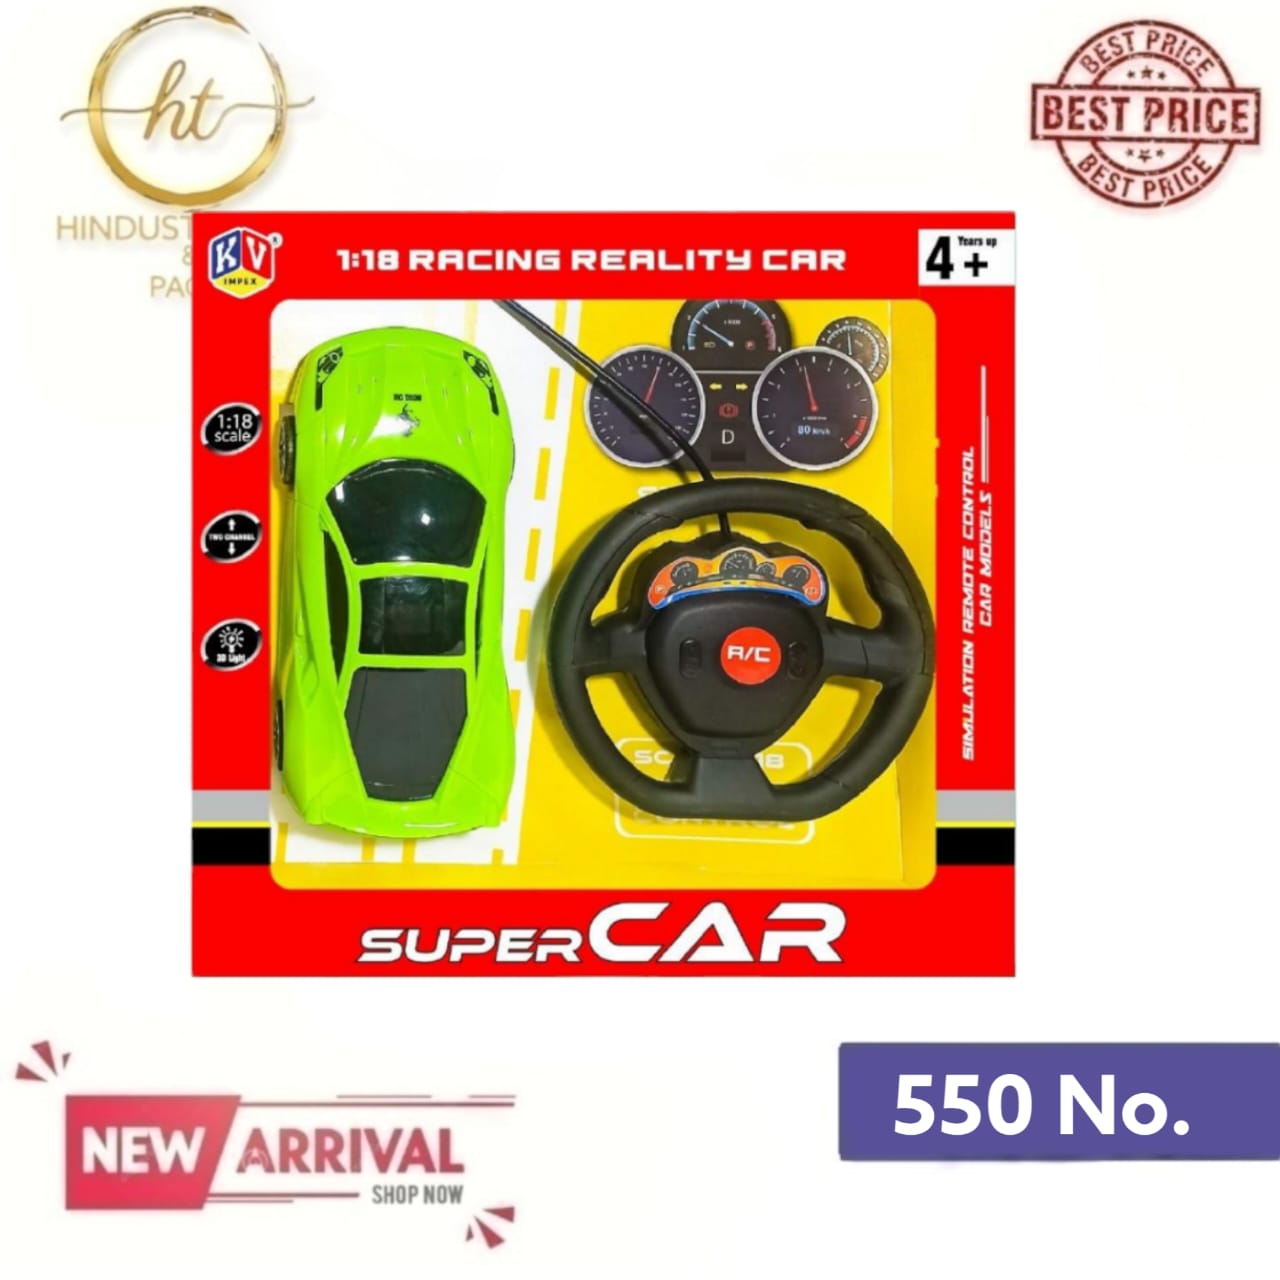 ht
HINDUST
&
PAC
BEST PRICE
BEST PRICE
BEST PRICE
KV
IMPEX
1:18 RACING REALITY CAR
4+
Years up
1:18
scale
TWO CHANNEL
3D Light
D
80 km/h
R/C
SIMULATION REMOTE CONTROL
CAR MODELS
SUPER CAR
NEW ARRIVAL
SHOP NOW
550 No.